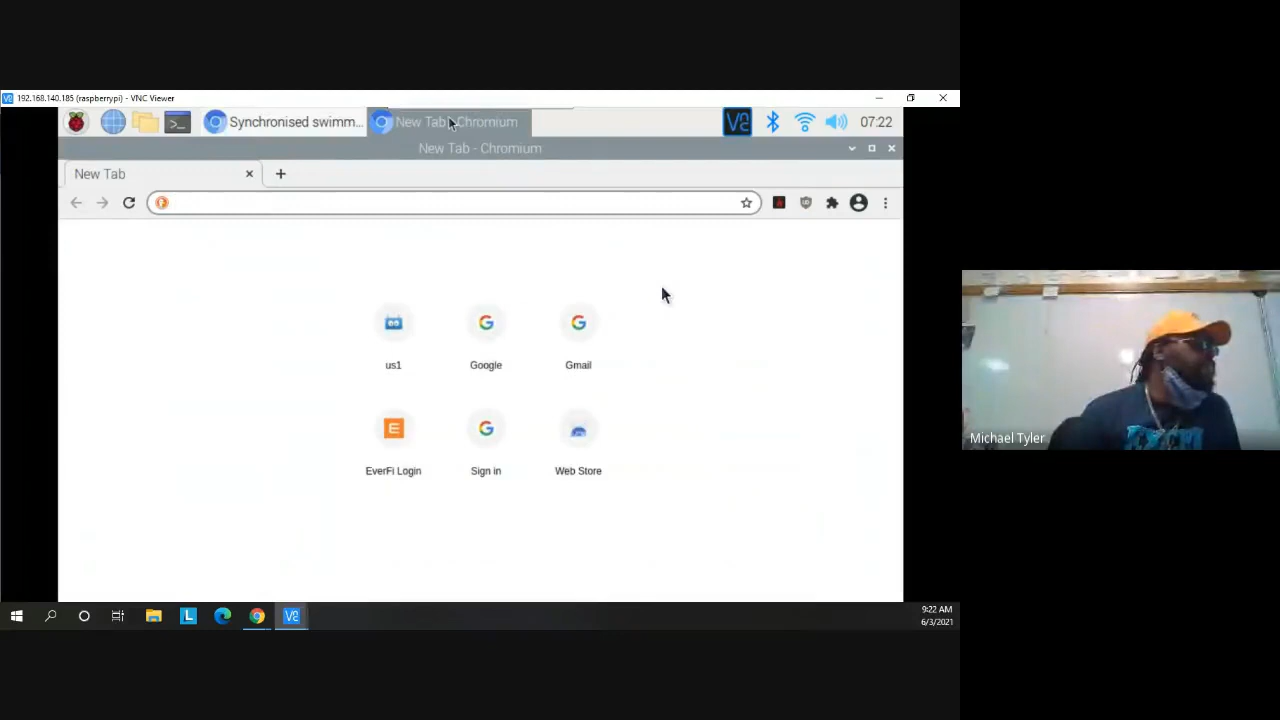 192.168.140.185 (raspberrypi) - VNC Viewer
Synchronised swimm...
New Tab - Chromium
07:22
New Tab - Chromium
New Tab
us1
Google
Gmail
EverFi Login
Sign in
Web Store
Michael Tyler
9:22 AM
6/3/2021